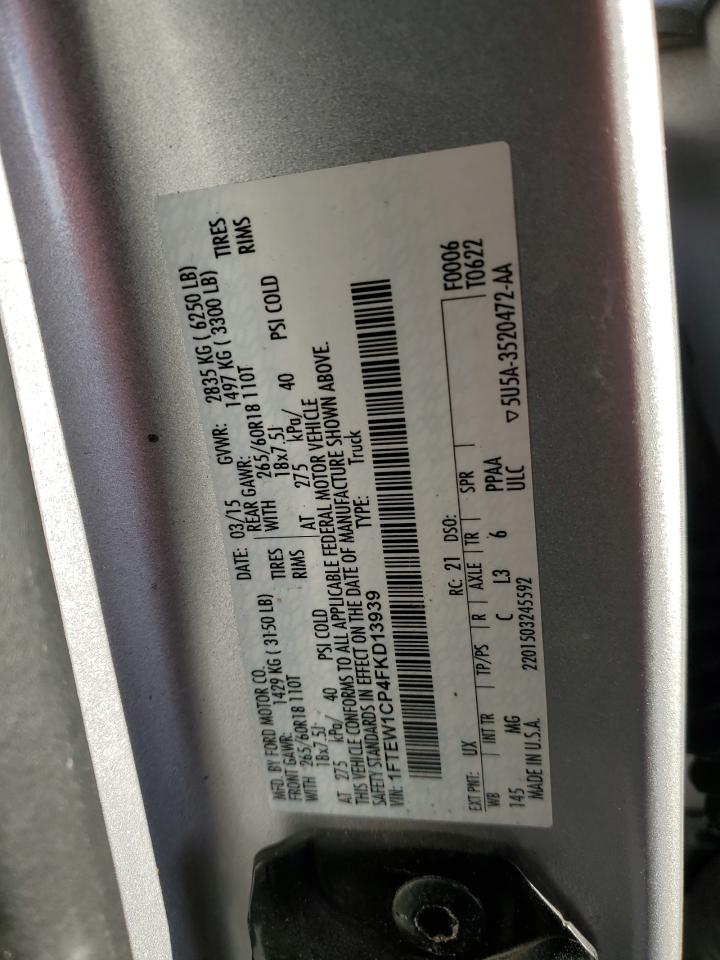 MFD. BY FORD MOTOR CO.
DATE: 03/15 GVWR: 2835 KG ( 6250 LB)
FRONT GAWR: 1429 KG ( 3150 LB) REAR GAWR: 1497 KG ( 3300 LB)
WITH 265/60R18 110T TIRES WITH 265/60R18 110T TIRES
18x7.5J RIMS 18x7.5J RIMS
AT 275 kPa/ 40 PSI COLD AT 275 kPa/ 40 PSI COLD
THIS VEHICLE CONFORMS TO ALL APPLICABLE FEDERAL MOTOR VEHICLE
SAFETY STANDARDS IN EFFECT ON THE DATE OF MANUFACTURE SHOWN ABOVE.
VIN: 1FTEW1CP4FKD13939 TYPE: Truck
F0006
T0622
EXT PNT: UX RC: 21 DSO:
WB INT TR TP/PS R AXLE TR SPR
145 MG C L3 6 PPAA
ULC
MADE IN U.S.A. 2201503245592 ▽5U5A-3520472-AA